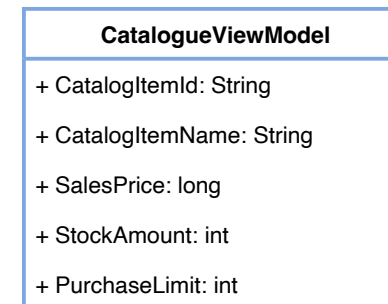 CatalogueViewModel
+ CatalogItemId: String
+ CatalogItemName: String
+ SalesPrice: long
+ StockAmount: int
+ PurchaseLimit: int